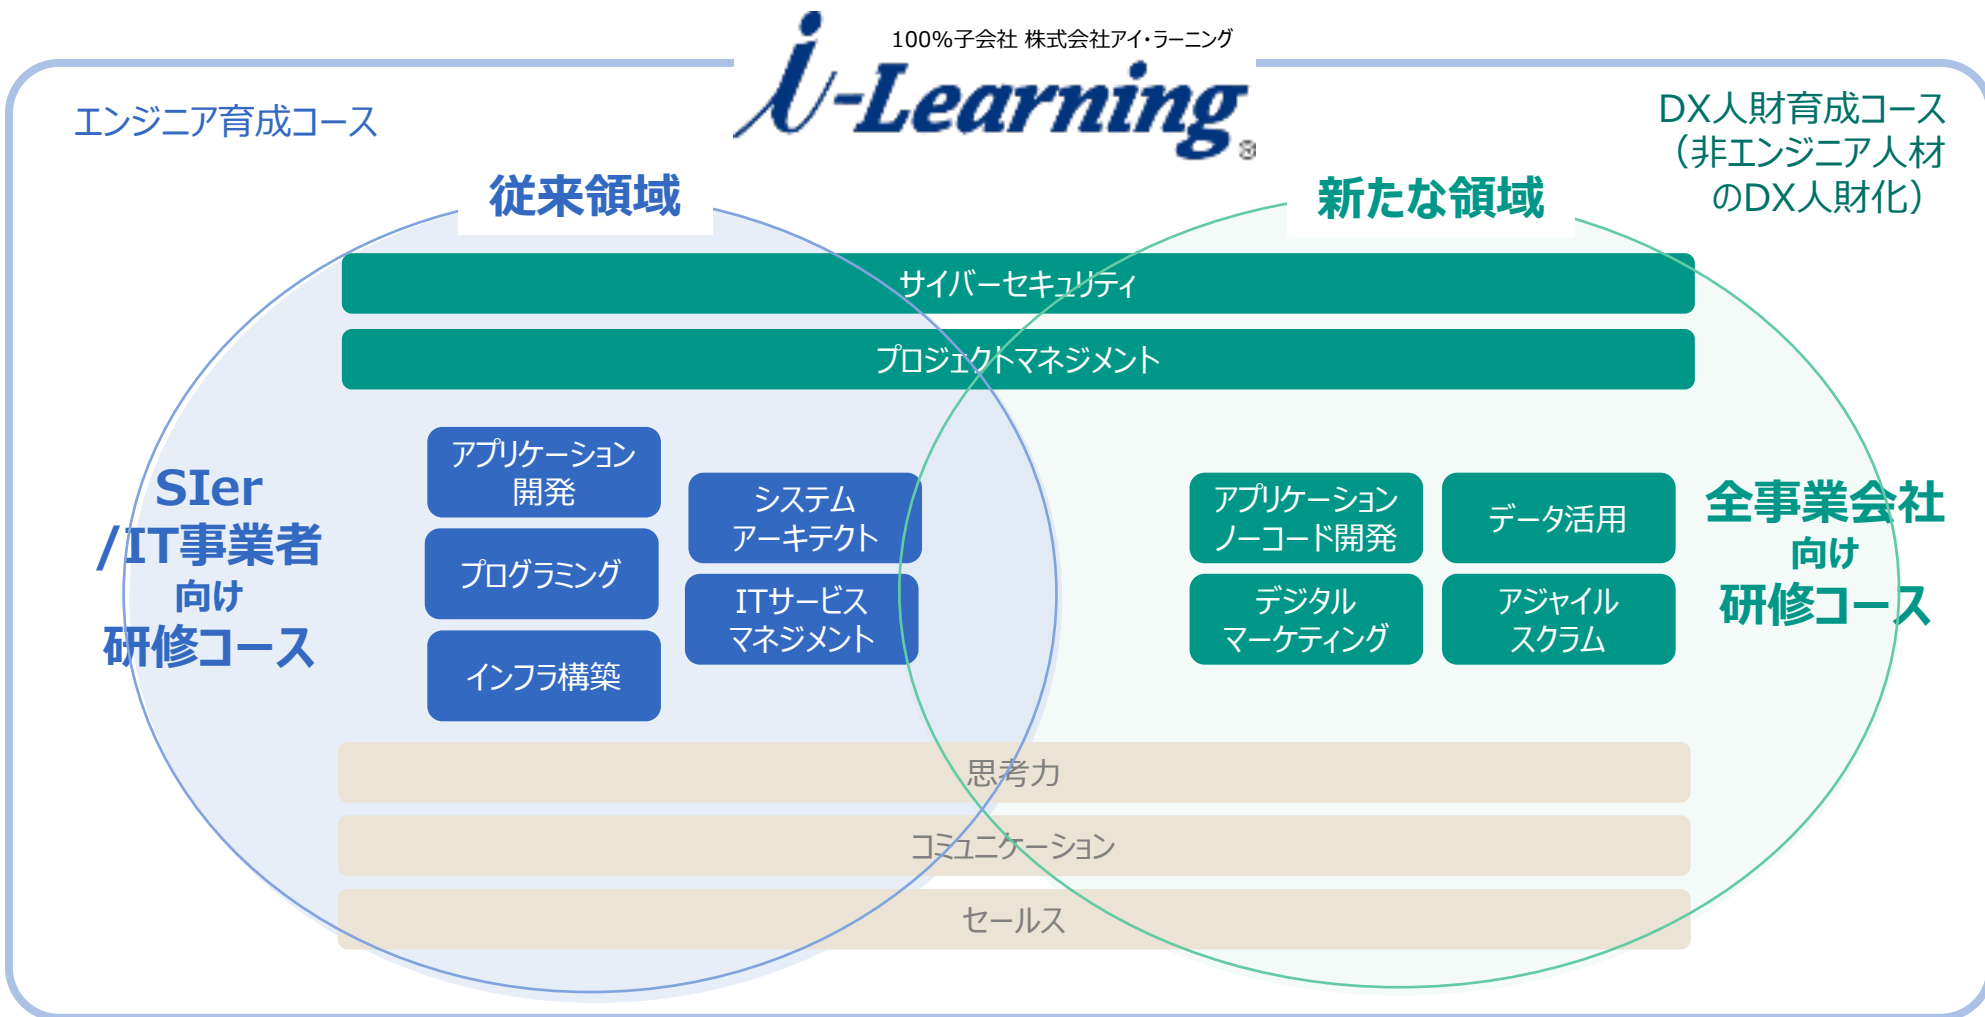 100%子会社 株式会社アイ・ラーニング
i-Learning®
エンジニア育成コース
DX人財育成コース
（非エンジニア人材
のDX人財化）
従来領域
新たな領域
サイバーセキュリティ
プロジェクトマネジメント
SIer
/IT事業者
向け
研修コース
アプリケーション
開発
プログラミング
インフラ構築
システム
アーキテクト
ITサービス
マネジメント
アプリケーション
ノーコード開発
データ活用
デジタル
マーケティング
アジャイル
スクラム
全事業会社
向け
研修コース
思考力
コミュニケーション
セールス